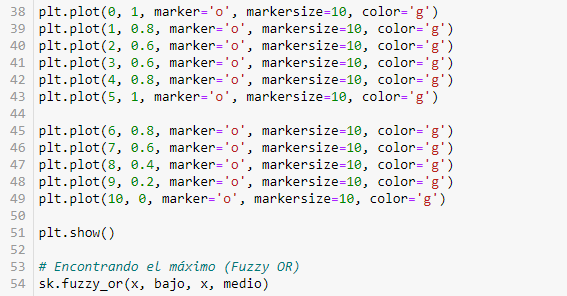 38 plt.plot(0, 1, marker='o', markersize=10, color='g')
39 plt.plot(1, 0.8, marker='o', markersize=10, color='g')
40 plt.plot(2, 0.6, marker='o', markersize=10, color='g')
41 plt.plot(3, 0.6, marker='o', markersize=10, color='g')
42 plt.plot(4, 0.8, marker='o', markersize=10, color='g')
43 plt.plot(5, 1, marker='o', markersize=10, color='g')
44
45 plt.plot(6, 0.8, marker='o', markersize=10, color='g')
46 plt.plot(7, 0.6, marker='o', markersize=10, color='g')
47 plt.plot(8, 0.4, marker='o', markersize=10, color='g')
48 plt.plot(9, 0.2, marker='o', markersize=10, color='g')
49 plt.plot(10, 0, marker='o', markersize=10, color='g')
50
51 plt.show()
52
53 # Encontrando el máximo (Fuzzy OR)
54 sk.fuzzy_or(x, bajo, x, medio)